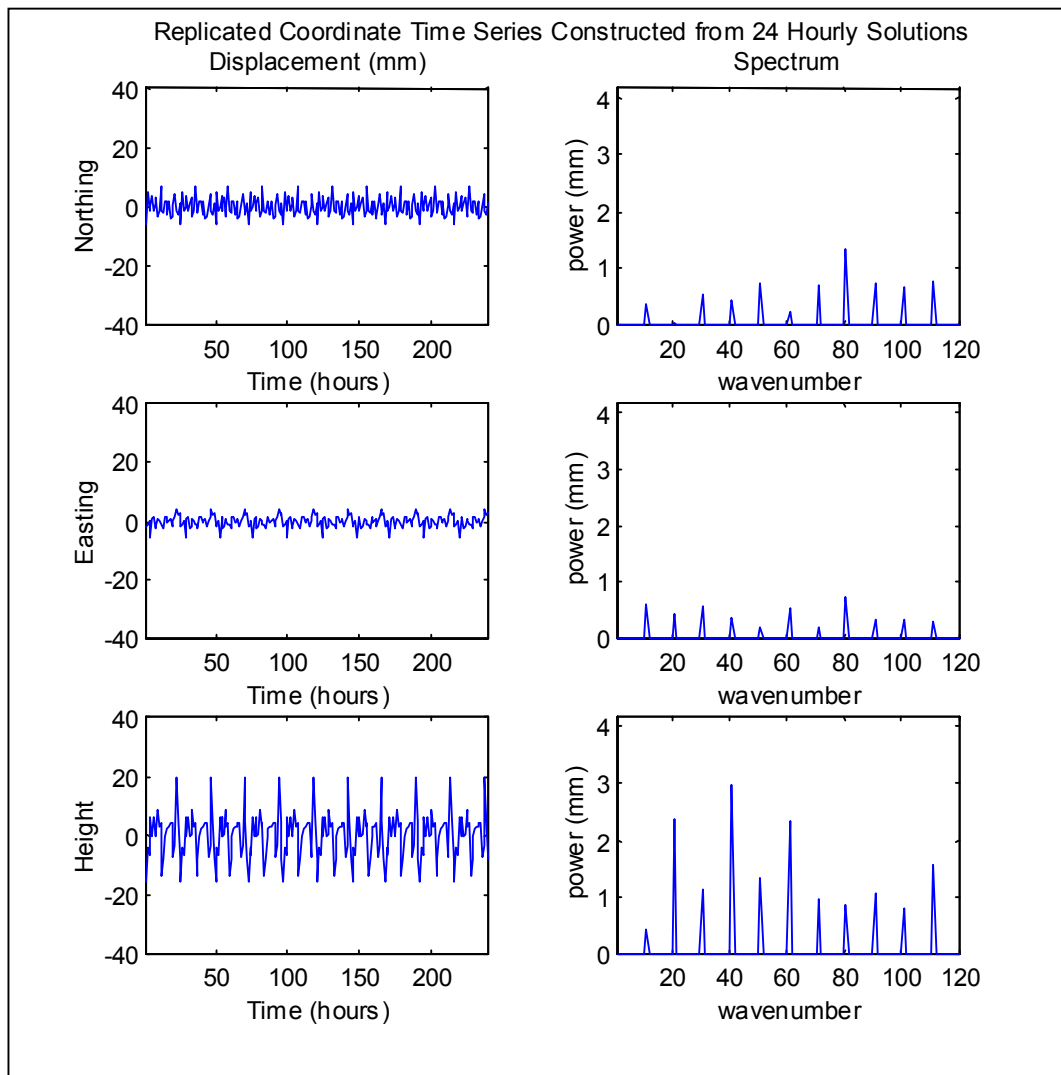 Replicated Coordinate Time Series Constructed from 24 Hourly Solutions
Displacement (mm)
Spectrum
40
20
0
-20
-40
Northing
50 100 150 200
Time (hours)
4
3
2
1
0
power (mm)
20 40 60 80 100 120
wavenumber
40
20
0
-20
-40
Easting
50 100 150 200
Time (hours)
4
3
2
1
0
power (mm)
20 40 60 80 100 120
wavenumber
40
20
0
-20
-40
Height
50 100 150 200
Time (hours)
4
3
2
1
0
power (mm)
20 40 60 80 100 120
wavenumber